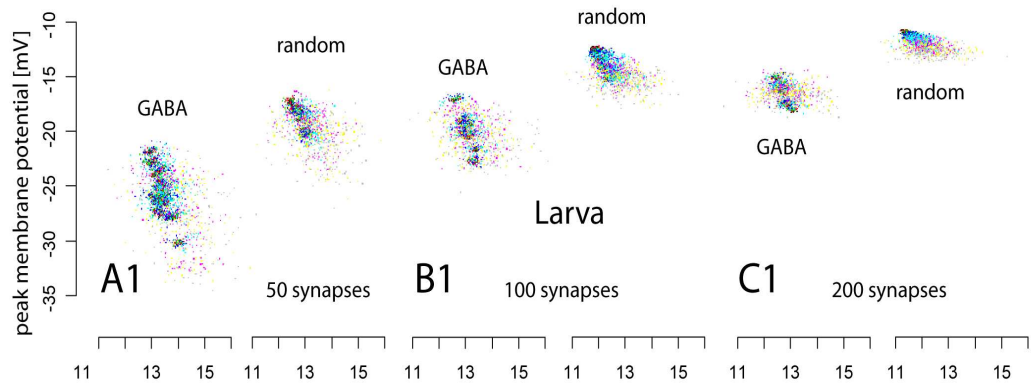 peak membrane potential [mV]
-10
-15
-20
-25
-30
-35
GABA
random
GABA
random
GABA
random
Larva
A1
50 synapses
B1
100 synapses
C1
200 synapses
11 13 15 11 13 15 11 13 15 11 13 15 11 13 15 11 13 15